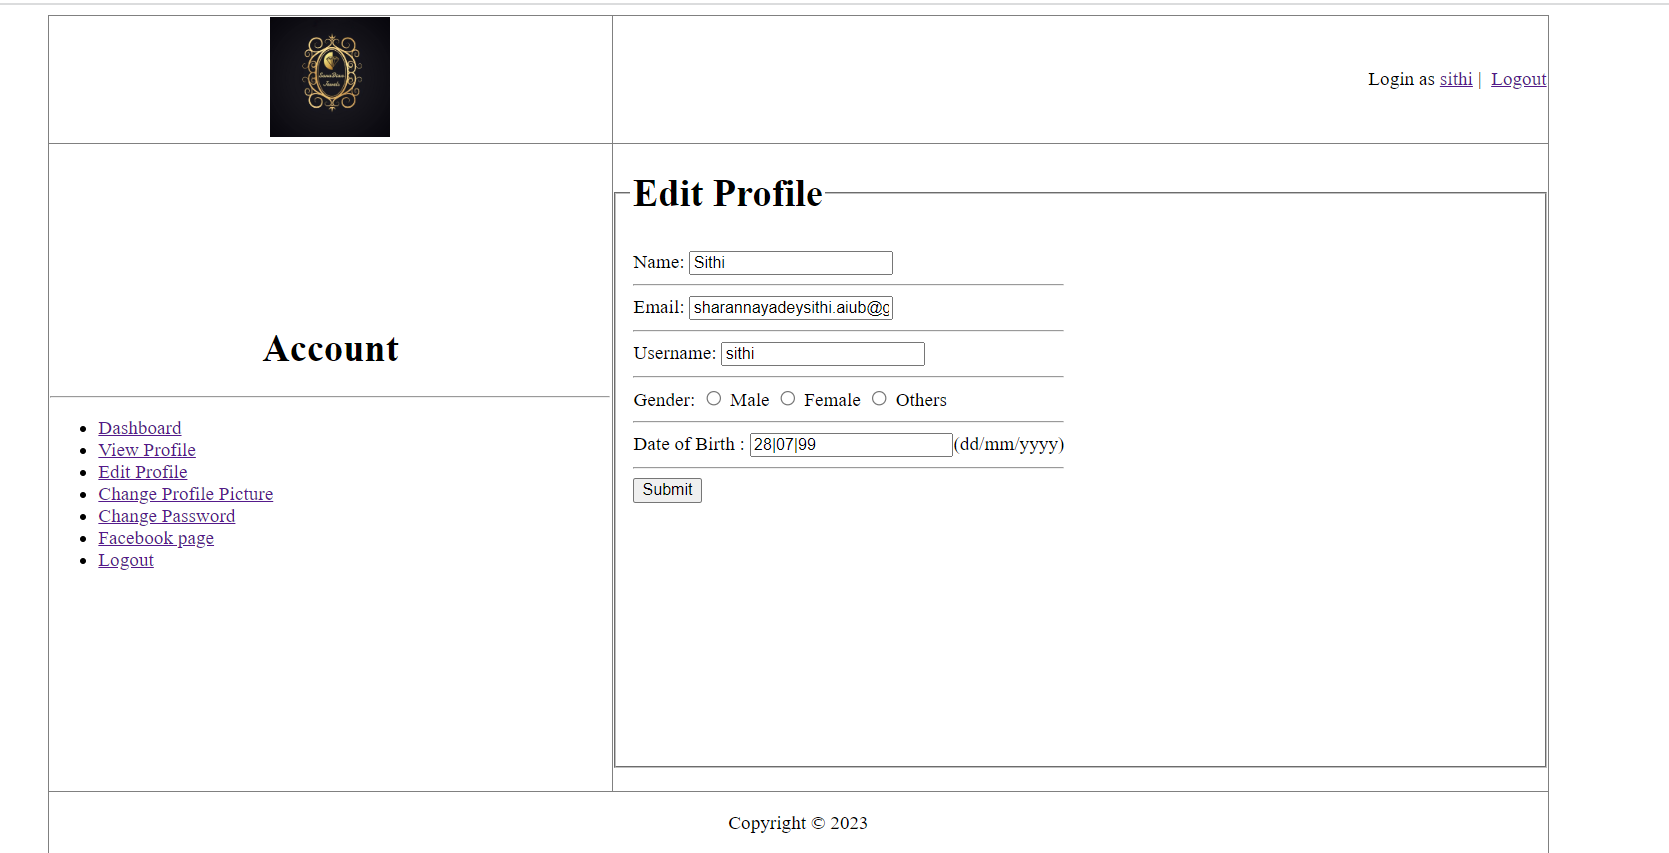 Login as sithi | Logout
Account
Dashboard
View Profile
Edit Profile
Change Profile Picture
Change Password
Facebook page
Logout
Edit Profile
Name: Sithi
Email: sharannayadeysithi.aiub@g
Username: sithi
Gender: Male Female Others
Date of Birth : 28|07|99 (dd/mm/yyyy)
Submit
Copyright © 2023